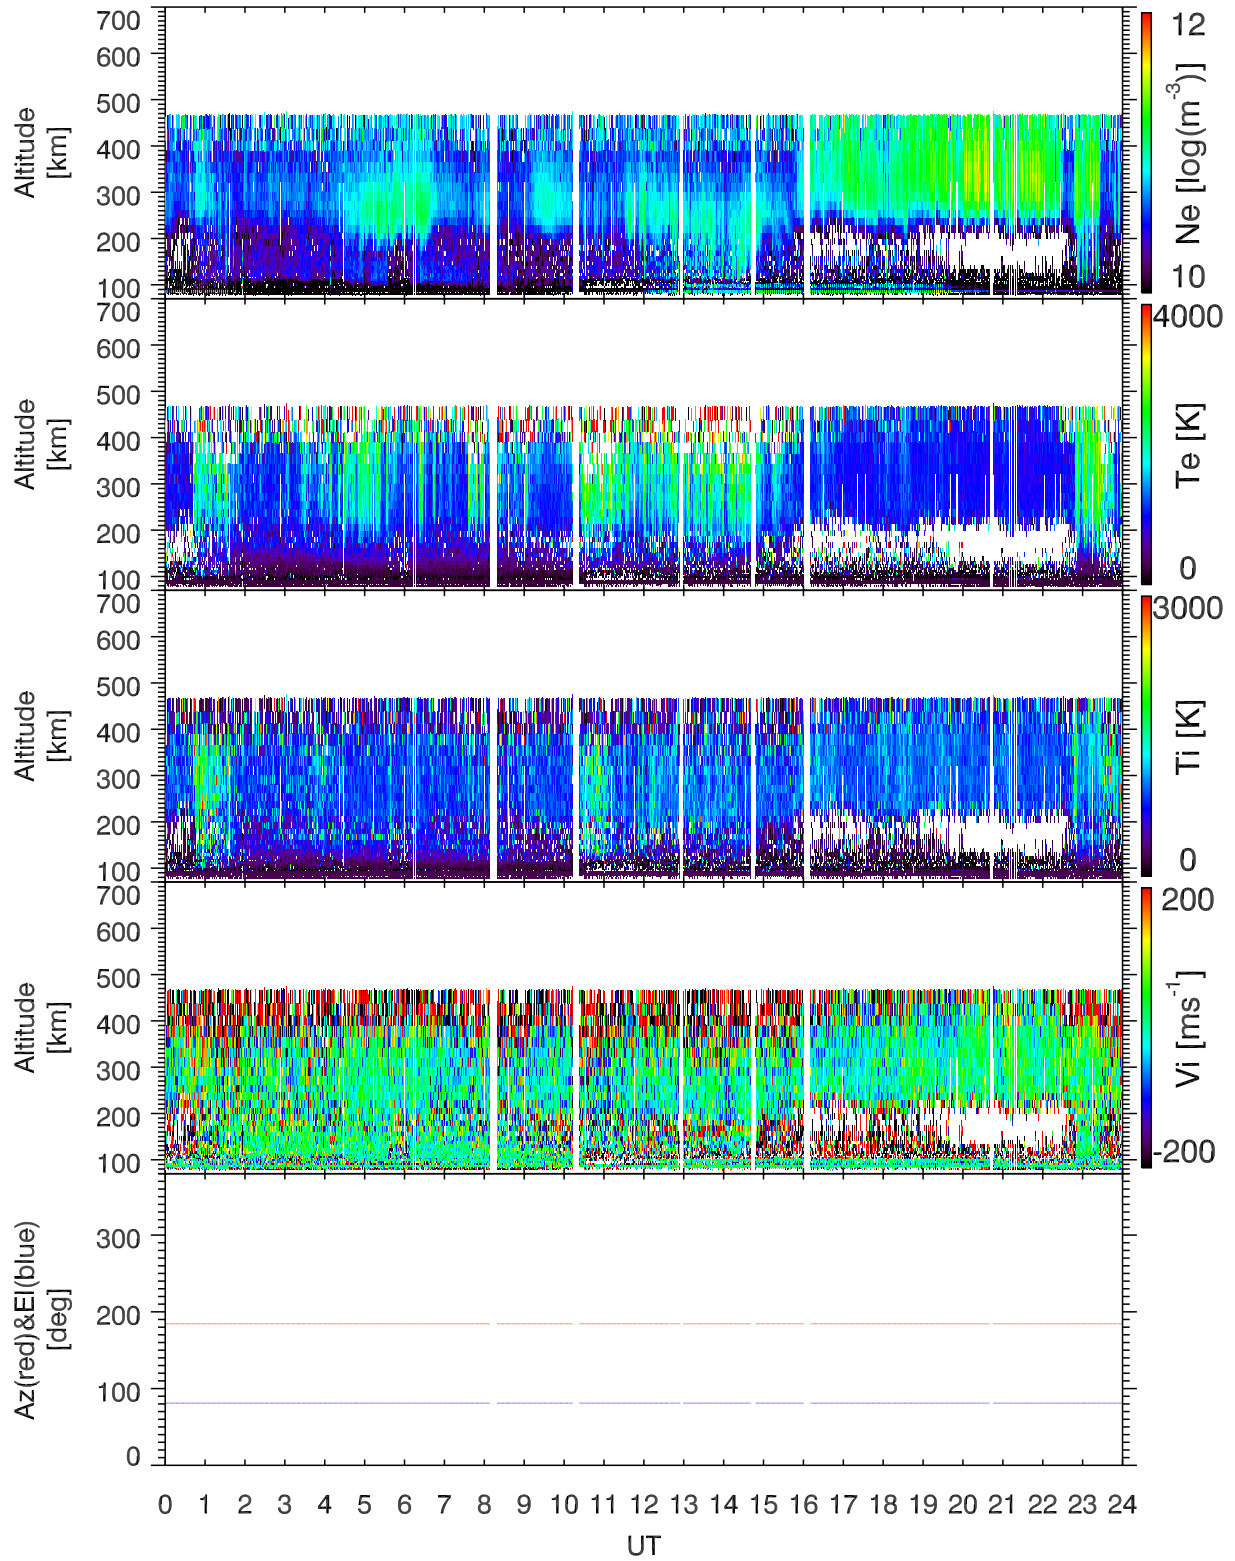 700
600
500
400
300
200
100
Altitude
[km]
12
10
Ne [log(m⁻³)]
700
600
500
400
300
200
100
Altitude
[km]
4000
0
Te [K]
700
600
500
400
300
200
100
Altitude
[km]
3000
0
Ti [K]
700
600
500
400
300
200
100
Altitude
[km]
200
-200
Vi [ms⁻¹]
300
200
100
0
Az(red)&El(blue)
[deg]
0 1 2 3 4 5 6 7 8 9 10 11 12 13 14 15 16 17 18 19 20 21 22 23 24
UT